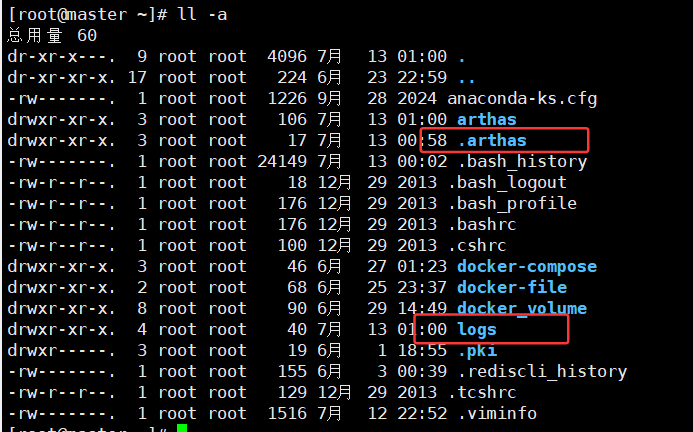 [root@master ~]# ll -a
总用量 60
dr-xr-x---.  9 root root  4096 7月   13 01:00 .
dr-xr-xr-x. 17 root root   224 6月   23 22:59 ..
-rw-------.  1 root root  1226 9月   28 2024 anaconda-ks.cfg
drwxr-xr-x.  3 root root   106 7月   13 01:00 arthas
drwxr-xr-x.  3 root root    17 7月   13 00:58 .arthas
-rw-------.  1 root root 24149 7月   13 00:02 .bash_history
-rw-r--r--.  1 root root    18 12月  29 2013 .bash_logout
-rw-r--r--.  1 root root   176 12月  29 2013 .bash_profile
-rw-r--r--.  1 root root   176 12月  29 2013 .bashrc
-rw-r--r--.  1 root root   100 12月  29 2013 .cshrc
drwxr-xr-x.  3 root root    46 6月   27 01:23 docker-compose
drwxr-xr-x.  2 root root    68 6月   25 23:37 docker-file
drwxr-xr-x.  8 root root    90 6月   29 14:49 docker_volume
drwxr-xr-x.  4 root root    40 7月   13 01:00 logs
drwxr-----.  3 root root    19 6月    1 18:55 .pki
-rw-------.  1 root root   155 6月    3 00:39 .rediscli_history
-rw-r--r--.  1 root root   129 12月  29 2013 .tcshrc
-rw-------.  1 root root  1516 7月   12 22:52 .viminfo
[root@master ~]#